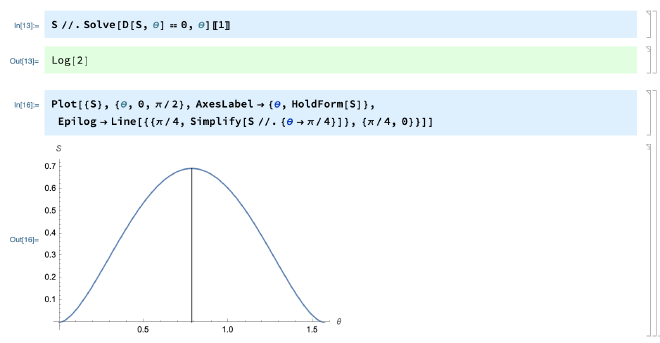 In[13]:= S //. Solve[D[S, θ] == 0, θ]〚1〛
Out[13]= Log[2]
In[16]:= Plot[{S}, {θ, 0, π/2}, AxesLabel → {θ, HoldForm[S]},
Epilog → Line[{{π/4, Simplify[S //. {θ → π/4}]}, {π/4, 0}}]]
S
0.7
0.6
0.5
0.4
Out[16]= 0.3
0.2
0.1
0.5 1.0 1.5 θ